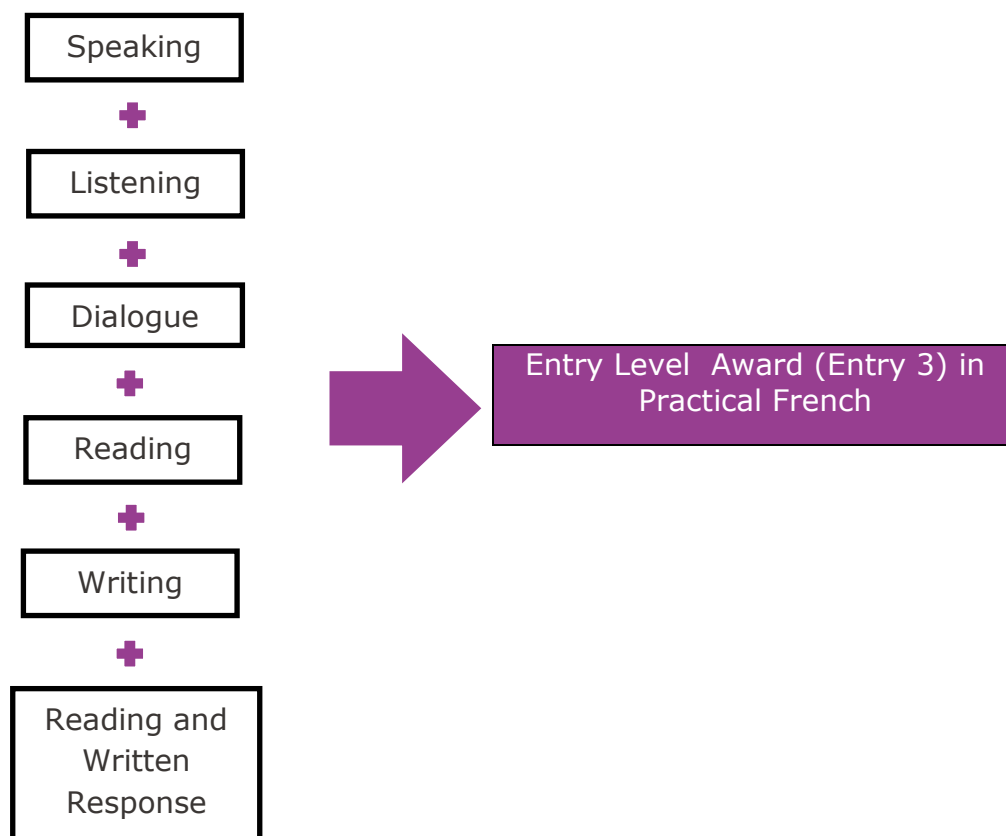 Speaking
Listening
Dialogue
Reading
Writing
Reading and
Written
Response
Entry Level  Award (Entry 3) in
Practical French